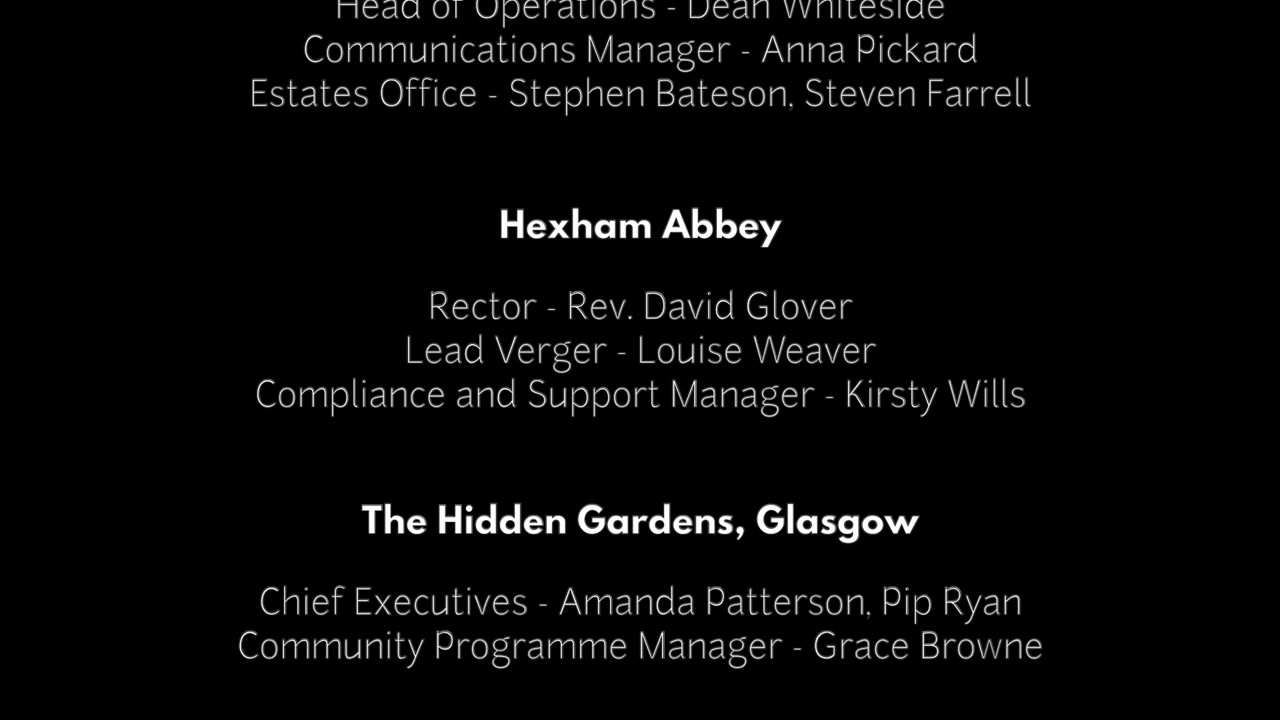 Head of Operations - Dean Whiteside
Communications Manager - Anna Pickard
Estates Office - Stephen Bateson, Steven Farrell
Hexham Abbey
Rector - Rev. David Glover
Lead Verger - Louise Weaver
Compliance and Support Manager - Kirsty Wills
The Hidden Gardens, Glasgow
Chief Executives - Amanda Patterson, Pip Ryan
Community Programme Manager - Grace Browne